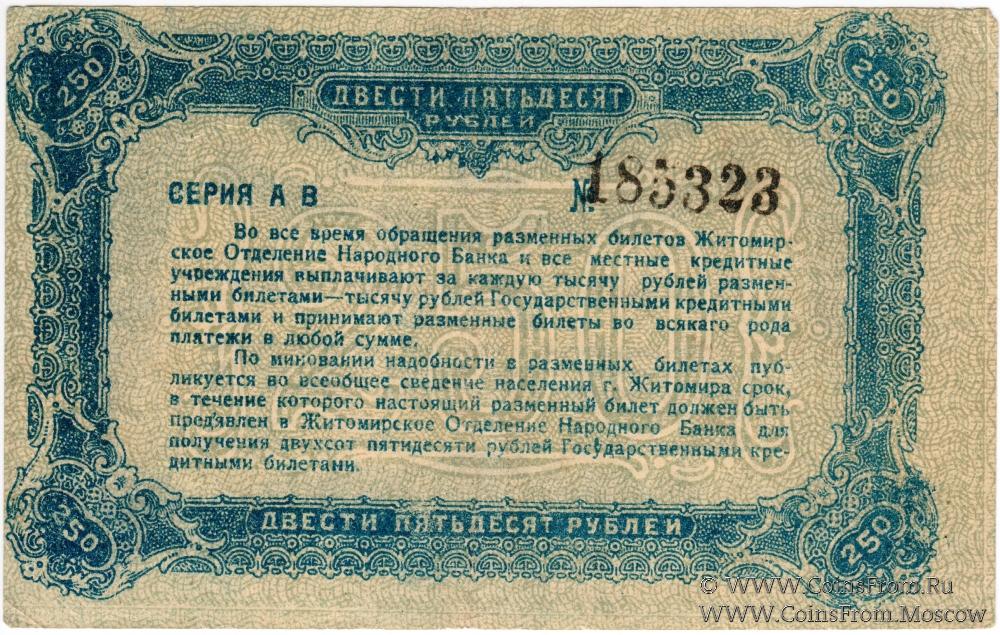 250
250
ДВЕСТИ ПЯТЬДЕСЯТ
РУБЛЕЙ
СЕРИЯ А В
№ 185323
Во все время обращения разменных билетов Житомир-
ское Отделение Народного Банка и все местные кредитные
учреждения выплачивают за каждую тысячу рублей размен-
ными билетами—тысячу рублей Государственными кредитными
билетами и принимают разменные билеты во всякаго рода
платежи в любой сумме.
По миновании надобности в разменных билетах пуб-
ликуется во всеобщее сведение населения г. Житомира срок,
в течение которого настоящий разменный билет должен быть
пред'явлен в Житомирское Отделение Народного Банка для
получения двухсот пятидесяти рублей Государственными кре-
дитными билетами.
250
ДВЕСТИ ПЯТЬДЕСЯТ РУБЛЕЙ
250
© WWW.CoinsFrom.Ru
WWW.CoinsFrom.Moscow